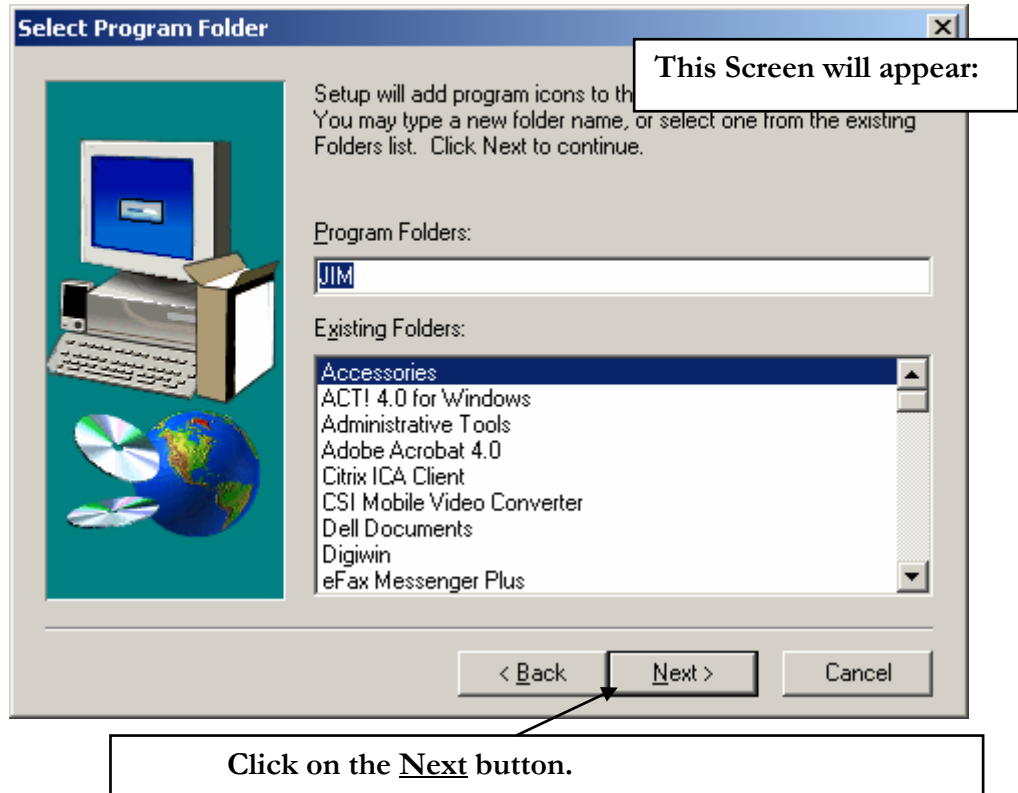 Select Program Folder
This Screen will appear:
Setup will add program icons to th
You may type a new folder name, or select one from the existing
Folders list. Click Next to continue.
Program Folders:
JIM
Existing Folders:
Accessories
ACT! 4.0 for Windows
Administrative Tools
Adobe Acrobat 4.0
Citrix ICA Client
CSI Mobile Video Converter
Dell Documents
Digiwin
eFax Messenger Plus
< Back
Next >
Cancel
Click on the Next button.